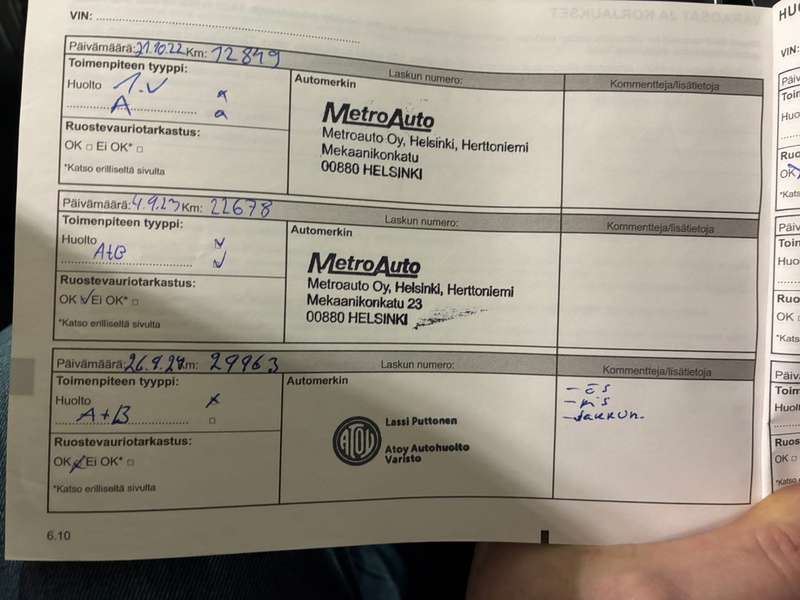 VIN:
Päivämäärä: 21.10.22 Km: 12849
Toimenpiteen tyyppi:
Huolto 1.V
A
Ruostevauriotarkastus:
OK □ Ei OK* □
*Katso erilliseltä sivulta
Laskun numero:
Automerkin
MetroAuto
Metroauto Oy, Helsinki, Herttoniemi
Mekaanikonkatu
00880 HELSINKI
Kommentteja/lisätietoja
Päivämäärä: 4.9.23 Km: 22678
Toimenpiteen tyyppi:
Huolto
A+B
Ruostevauriotarkastus:
OK Ei OK* □
*Katso erilliseltä sivulta
Laskun numero:
Automerkin
MetroAuto
Metroauto Oy, Helsinki, Herttoniemi
Mekaanikonkatu 23
00880 HELSINKI
Kommentteja/lisätietoja
Päivämäärä: 26.9.24 Km: 29963
Toimenpiteen tyyppi:
Huolto
A+B
Ruostevauriotarkastus:
OK Ei OK* □
*Katso erilliseltä sivulta
Laskun numero:
Automerkin
ATOY
Lassi Puttonen
Atoy Autohuolto
Varisto
Kommentteja/lisätietoja
6.10
VARAOSAT JA KORJAUKSET
VIN: